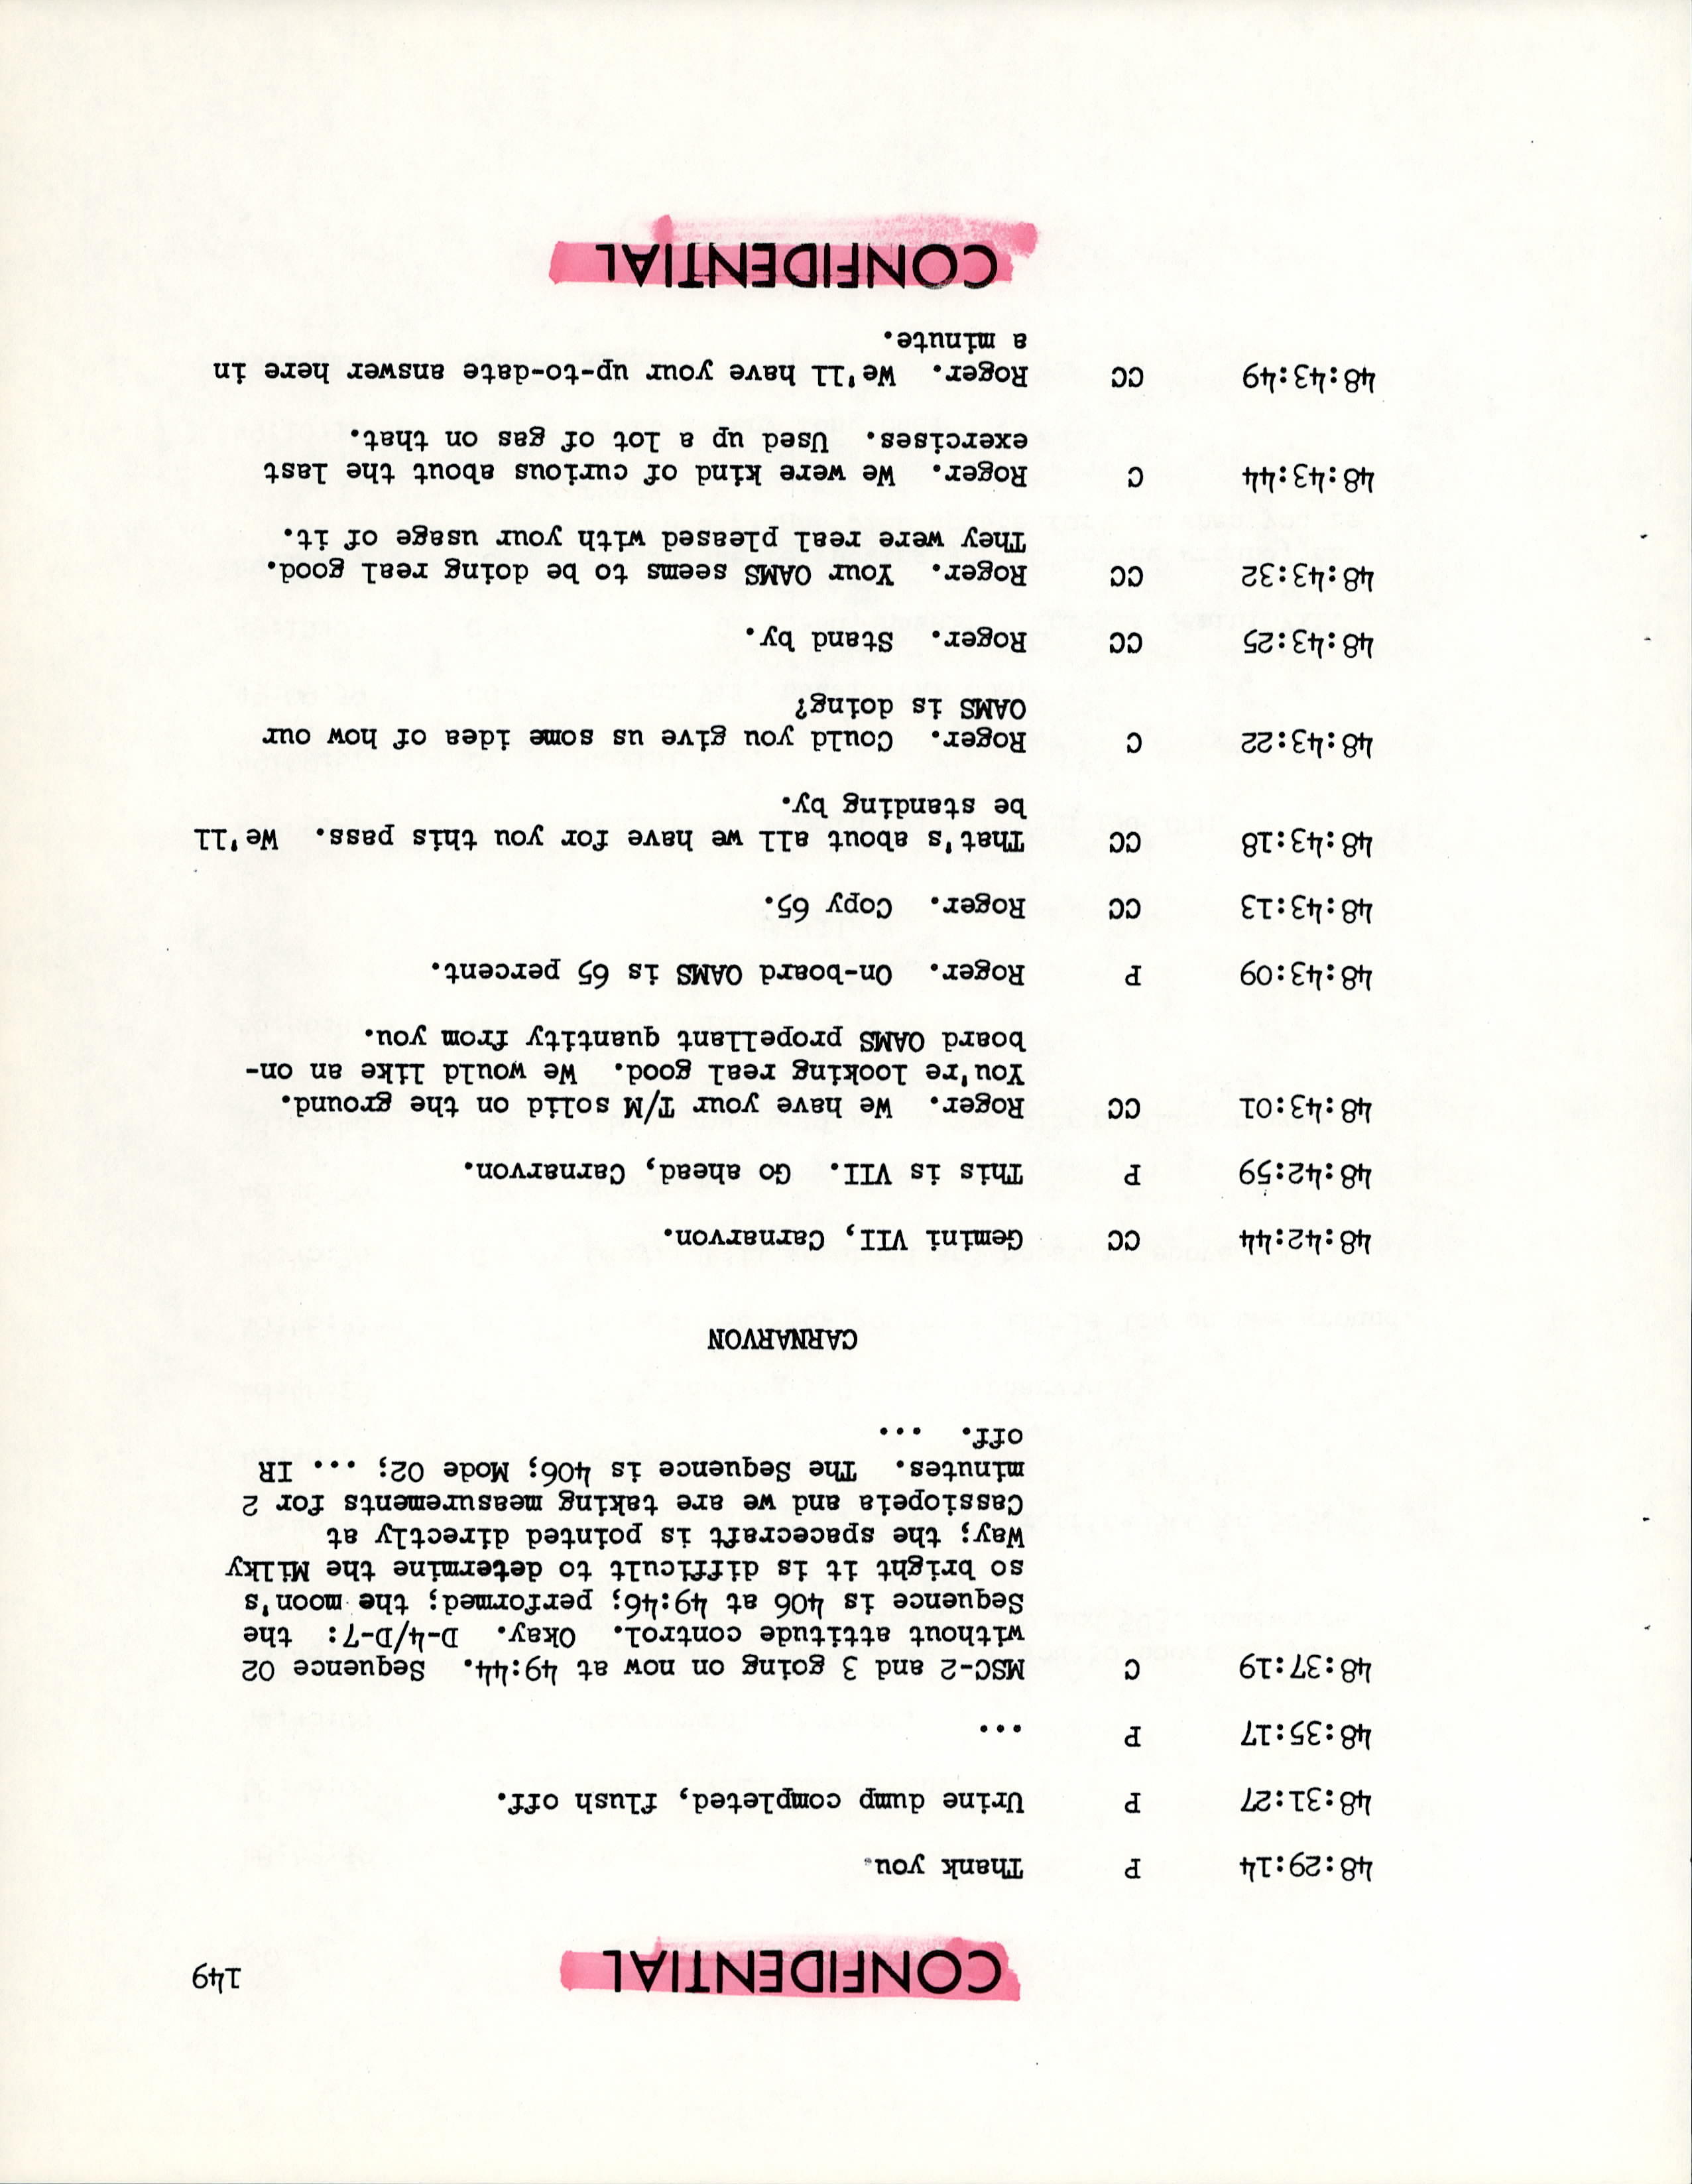 CONFIDENTIAL 149
48:29:14 P Thank you.
48:31:27 P Urine dump completed, flush off.
48:35:17 P ...
48:37:19 C MSC-2 and 3 going on now at 49:44. Sequence 02
without attitude control. Okay. D-4/D-7: the
Sequence is 406 at 49:46; performed; the moon's
so bright it is difficult to determine the Milky
Way; the spacecraft is pointed directly at
Cassiopeia and we are taking measurements for 2
minutes. The Sequence is 406; Mode 02; ... IR
off. ...
CARNARVON
48:42:44 CC Gemini VII, Carnarvon.
48:42:59 P This is VII. Go ahead, Carnarvon.
48:43:01 CC Roger. We have your T/M solid on the ground.
You're looking real good. We would like an on-
board OAMS propellant quantity from you.
48:43:09 P Roger. On-board OAMS is 65 percent.
48:43:13 CC Roger. Copy 65.
48:43:18 CC That's about all we have for you this pass. We'll
be standing by.
48:43:22 C Roger. Could you give us some idea of how our
OAMS is doing?
48:43:25 CC Roger. Stand by.
48:43:32 CC Roger. Your OAMS seems to be doing real good.
They were real pleased with your usage of it.
48:43:44 C Roger. We were kind of curious about the last
exercises. Used up a lot of gas on that.
48:43:49 CC Roger. We'll have your up-to-date answer here in
a minute.
CONFIDENTIAL